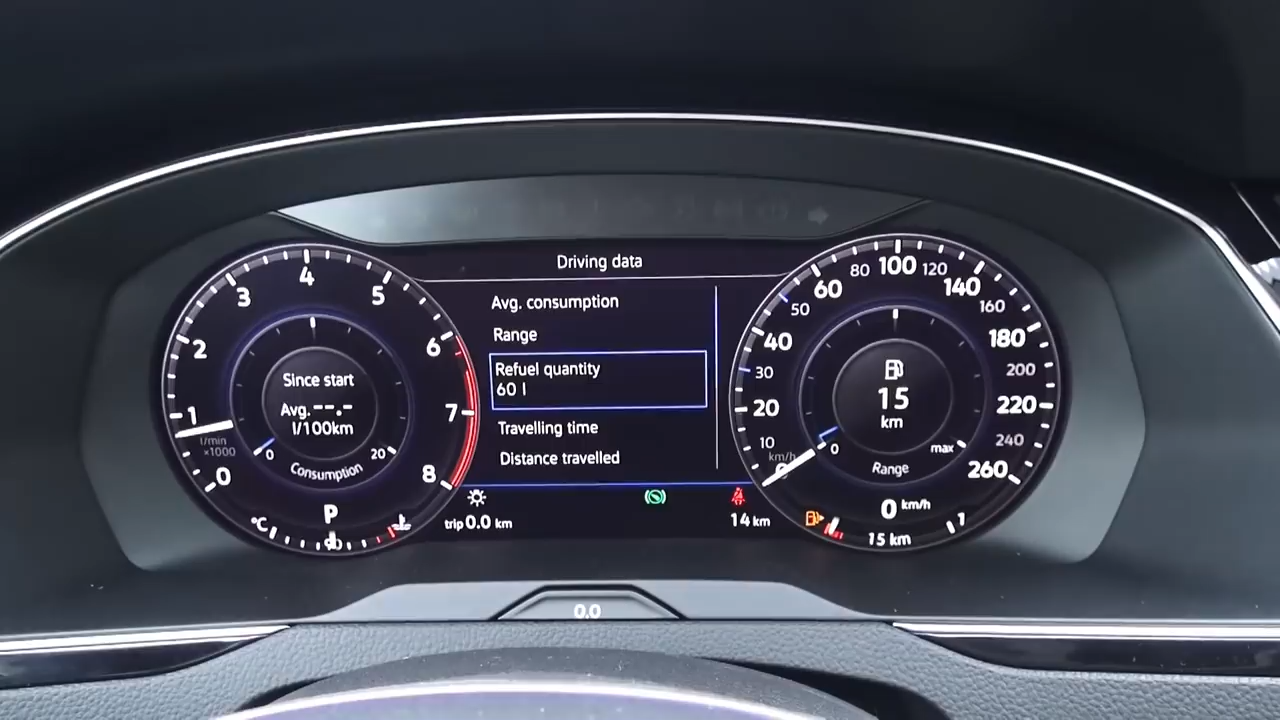 Driving data
Avg. consumption
Range
Refuel quantity
60 l
Travelling time
Distance travelled
trip 0.0 km
14 km
0
1
2
3
4
5
6
7
8
l/min
×1000
Since start
Avg. --.-
l/100km
0
20
Consumption
P
°C
90
0
10
20
30
40
50
60
80
100
120
140
160
180
200
220
240
260
km/h
15
km
0
max
Range
0 km/h
15 km
1
0.0